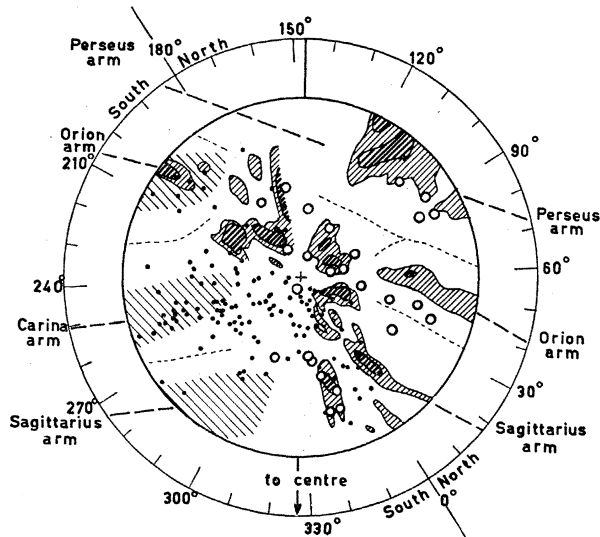 150°
Perseus
arm
180°
North
120°
South
Orion
arm
210°
90°
Perseus
arm
60°
240°
Carina
arm
Orion
arm
30°
270°
Sagittarius
arm
Sagittarius
arm
to centre
North
300°
South
0°
330°